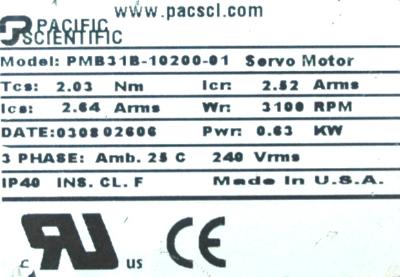 www.pacscl.com
PACIFIC
SCIENTIFIC
Model: PMB31B-10200-01 Servo Motor
Tcs: 2.03 Nm Icr: 2.52 Arms
Ics: 2.64 Arms Wr: 3100 RPM
DATE:030802606 Pwr: 0.63 KW
3 PHASE: Amb. 25 C 240 Vrms
IP40 INS. CL. F Made In U.S.A.
c RU us CE